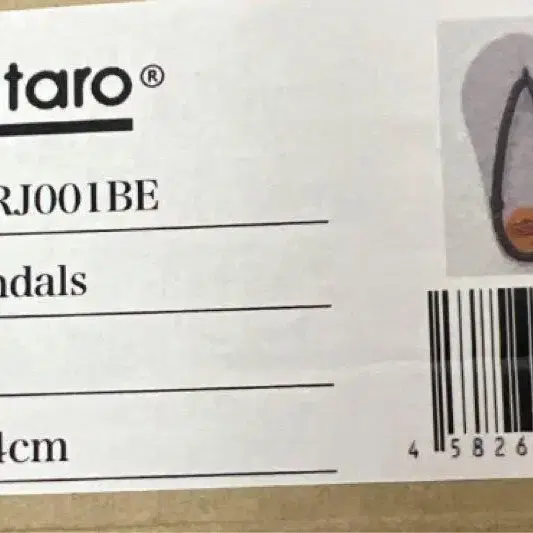 taro®
RJ001BE
ndals
4cm
4 5826